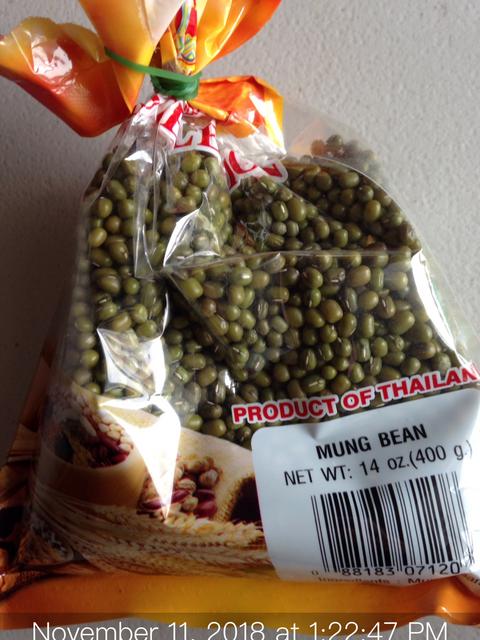 PRODUCT OF THAILAN
MUNG BEAN
NET WT: 14 oz.(400 g.)
0 88183 07120
November 11, 2018 at 1:22:47 PM